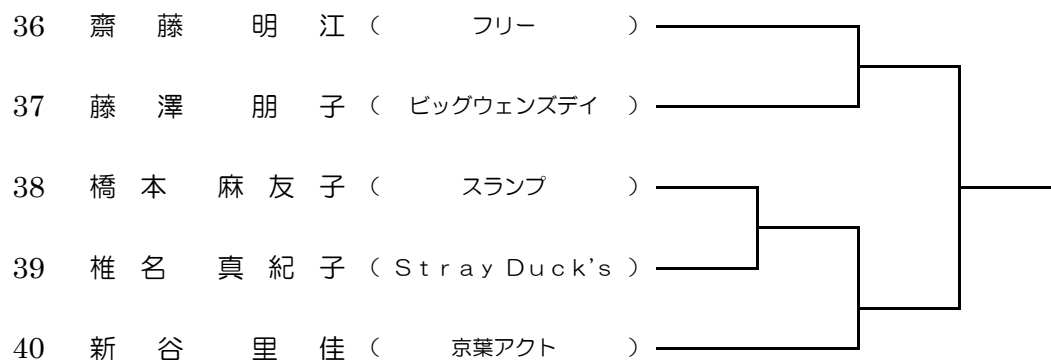 36 齋藤 明江 （ フリー ）
37 藤澤 朋子 （ ビッグウェンズデイ ）
38 橋本 麻友子 （ スランプ ）
39 椎名 真紀子 （ Stray Duck's ）
40 新谷 里佳 （ 京葉アクト ）